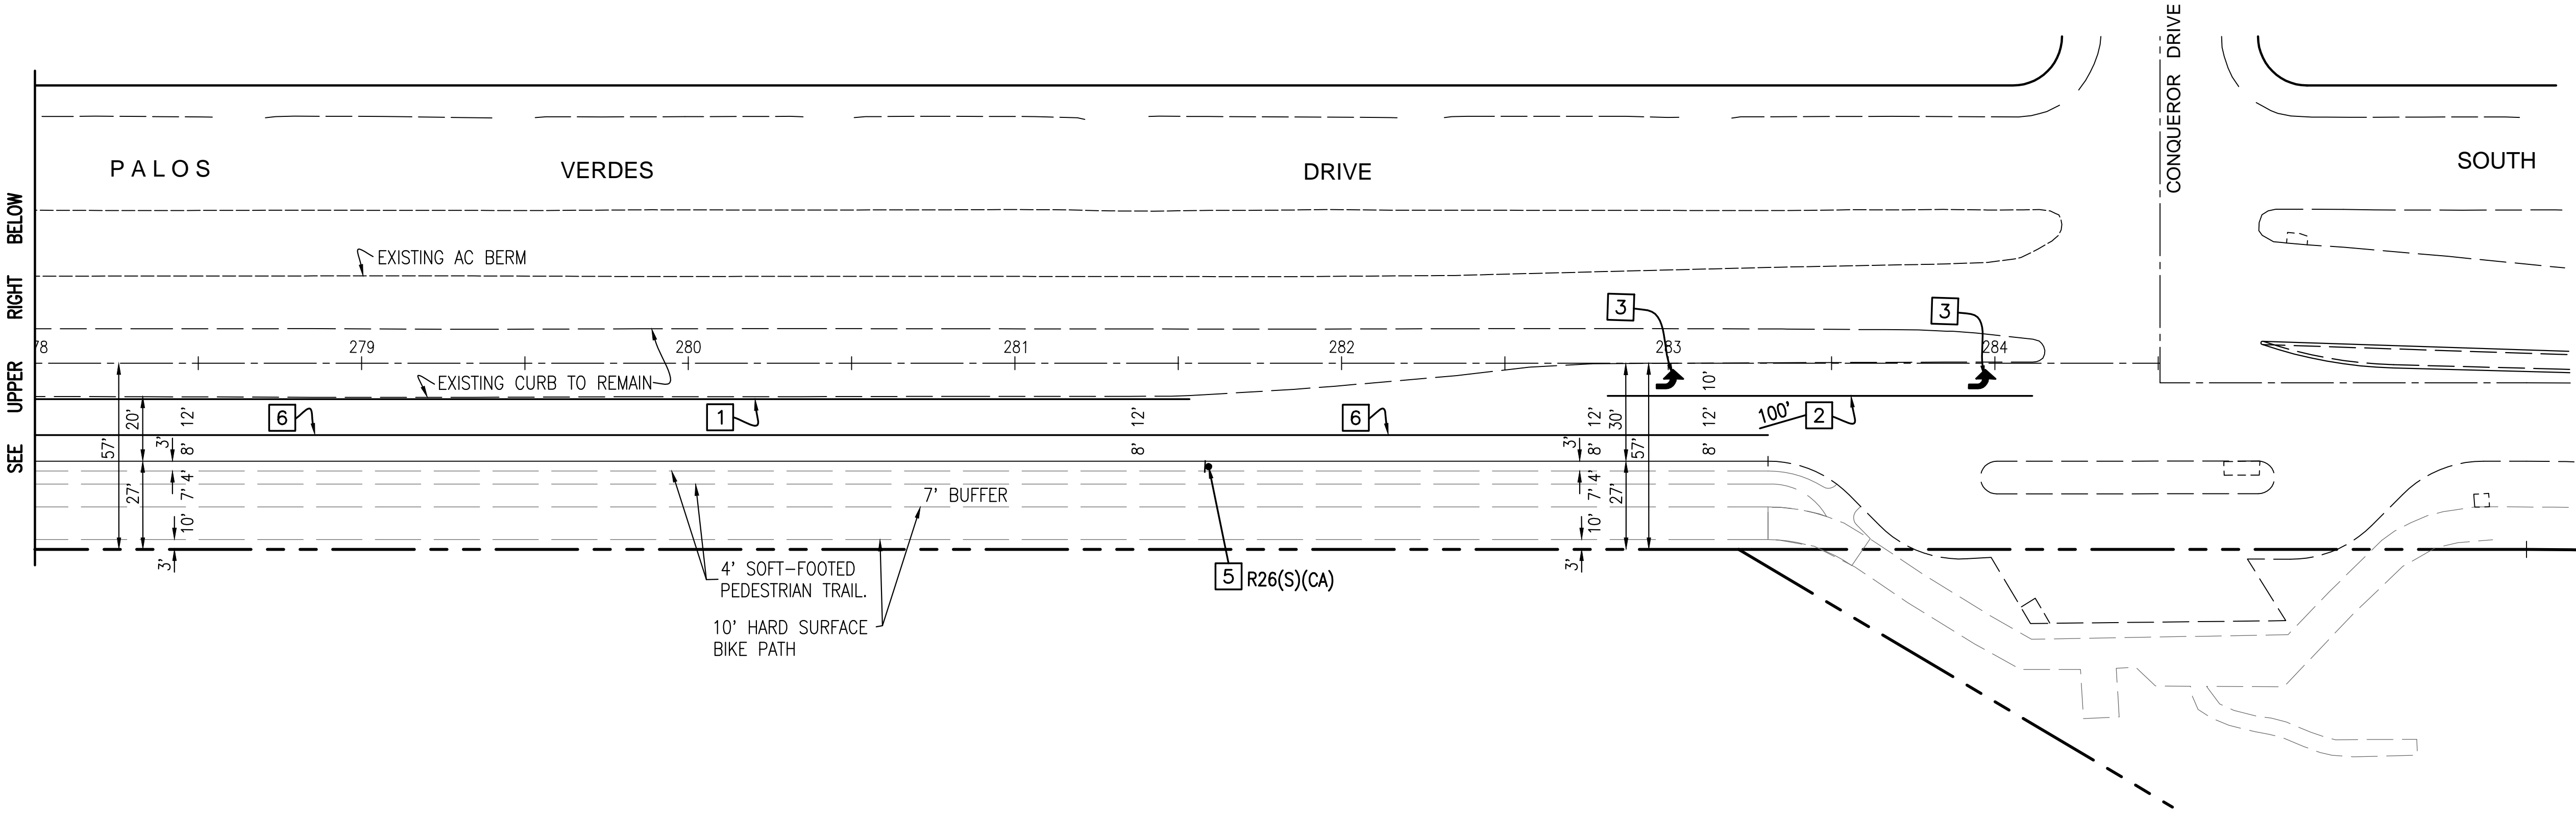 CONQUEROR DRIVE
PALOS VERDES DRIVE SOUTH
SEE UPPER RIGHT BELOW
EXISTING AC BERM
3
3
78 279 280 281 282 283 284
EXISTING CURB TO REMAIN
10'
6
1
6
100'
2
57'
20'
12'
3'
8'
27'
7' 4'
10'
3'
12'
8'
12'
30'
3'
8'
57'
7' 4'
27'
10'
3'
12'
8'
7' BUFFER
4' SOFT-FOOTED
PEDESTRIAN TRAIL.
10' HARD SURFACE
BIKE PATH
5 R26(S)(CA)